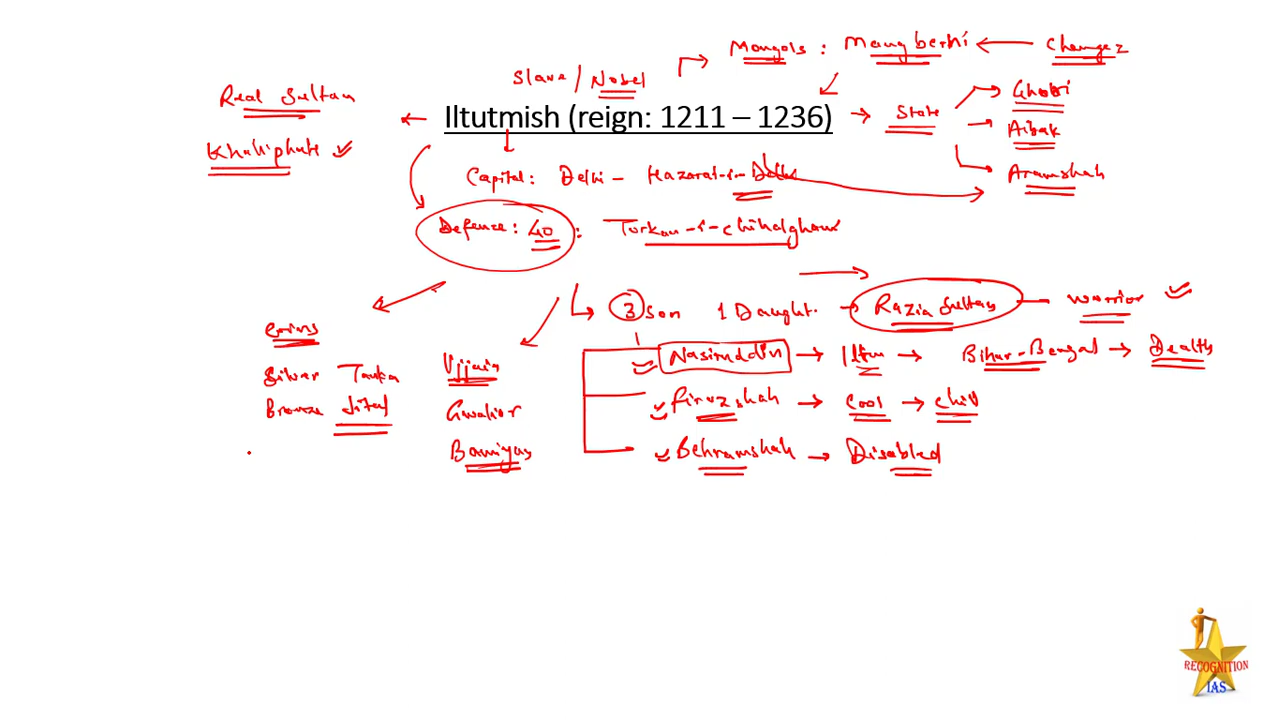 Mongols : Mangberni ← Changez
Slave / Nobel
Real Sultan ← Iltutmish (reign: 1211 – 1236) → State
Ghori
Aibak
Aramshah
Khaliphate
Capital: Delhi – Hazarat-i-Delhi
Defence: 40 : Turkan-i-chihalghani
3 Son 1 Daught. → Razia Sultan — warrior
Coins
Silver Tanka
Bronze Jital
Ujjain
Gwalior
Bamiyas
Nasiruddin → Iltu → Bihar-Bengal → Death
Firuzshah → Cool → Chill
Behramshah → Disabled
RECOGNITION
IAS